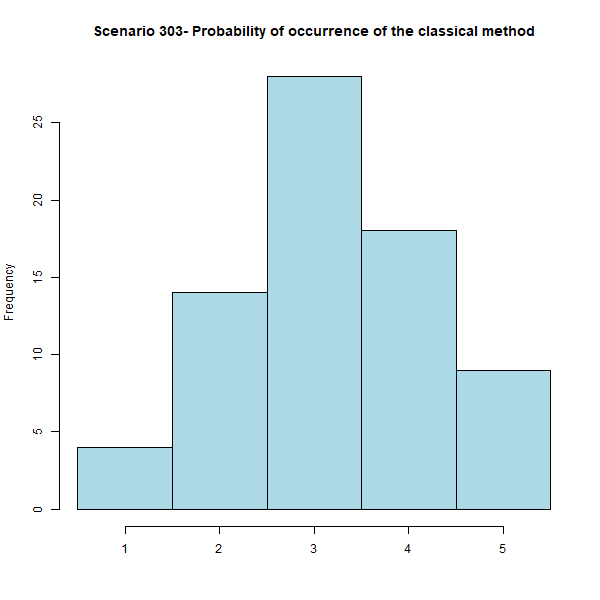 Scenario 303- Probability of occurrence of the classical method
Frequency
25
20
15
10
5
0
1 2 3 4 5